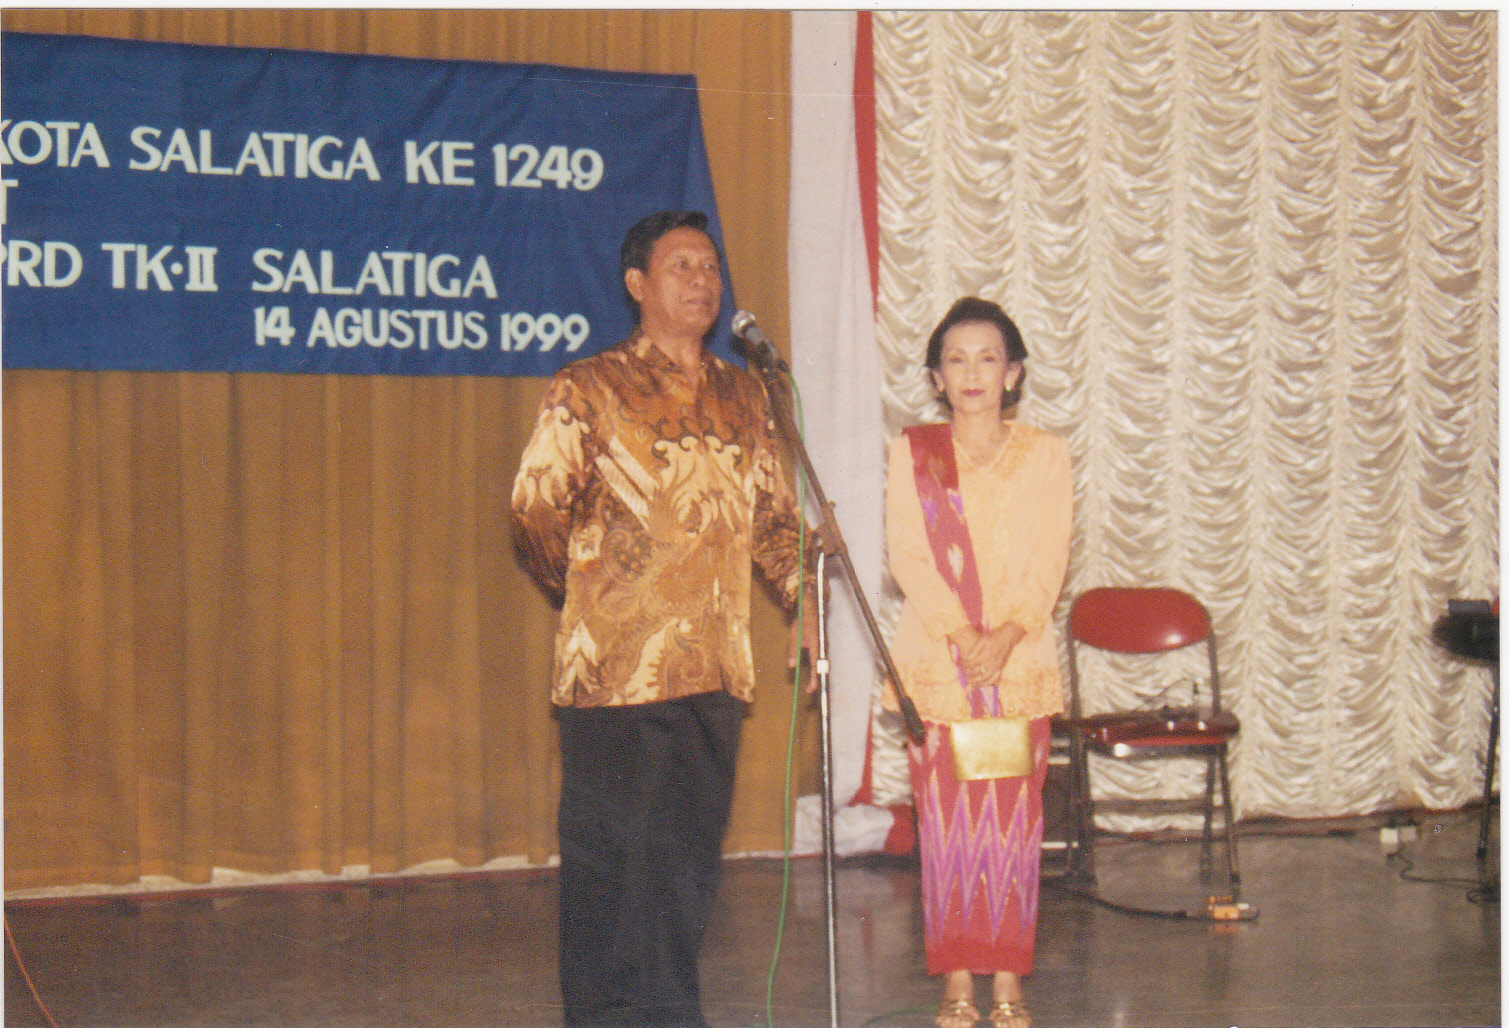 KOTA SALATIGA KE 1249
T
PRD TK·II SALATIGA
14 AGUSTUS 1999